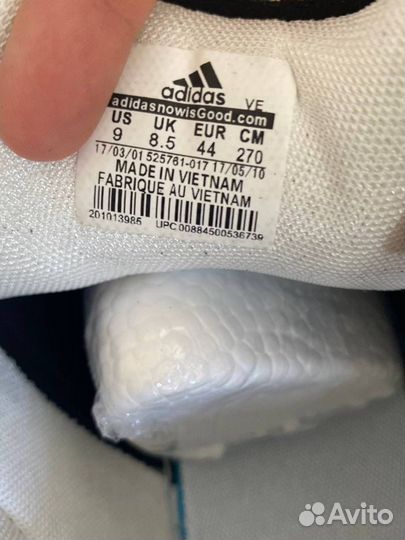 adidas VE
adidasnowisGood.com
US UK EUR CM
9 8.5 44 270
17/03/01 525761-017 17/05/10
MADE IN VIETNAM
FABRIQUE AU VIETNAM
201013985 UPC:00884500536739
Avito